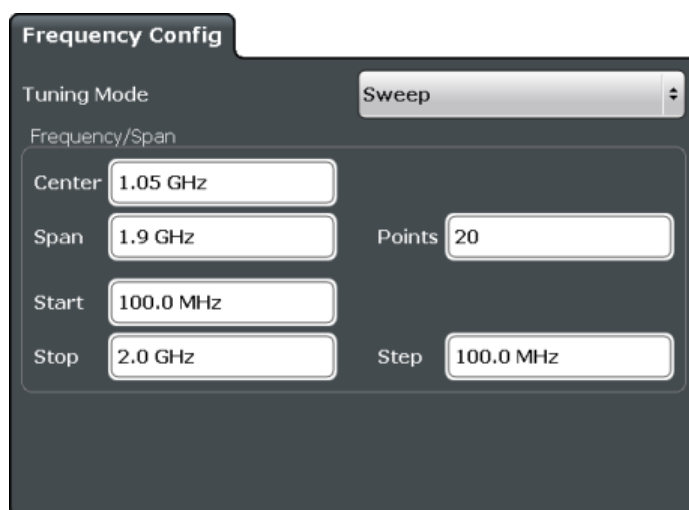 Frequency Config
Tuning Mode Sweep
Frequency/Span
Center 1.05 GHz
Span 1.9 GHz Points 20
Start 100.0 MHz
Stop 2.0 GHz Step 100.0 MHz